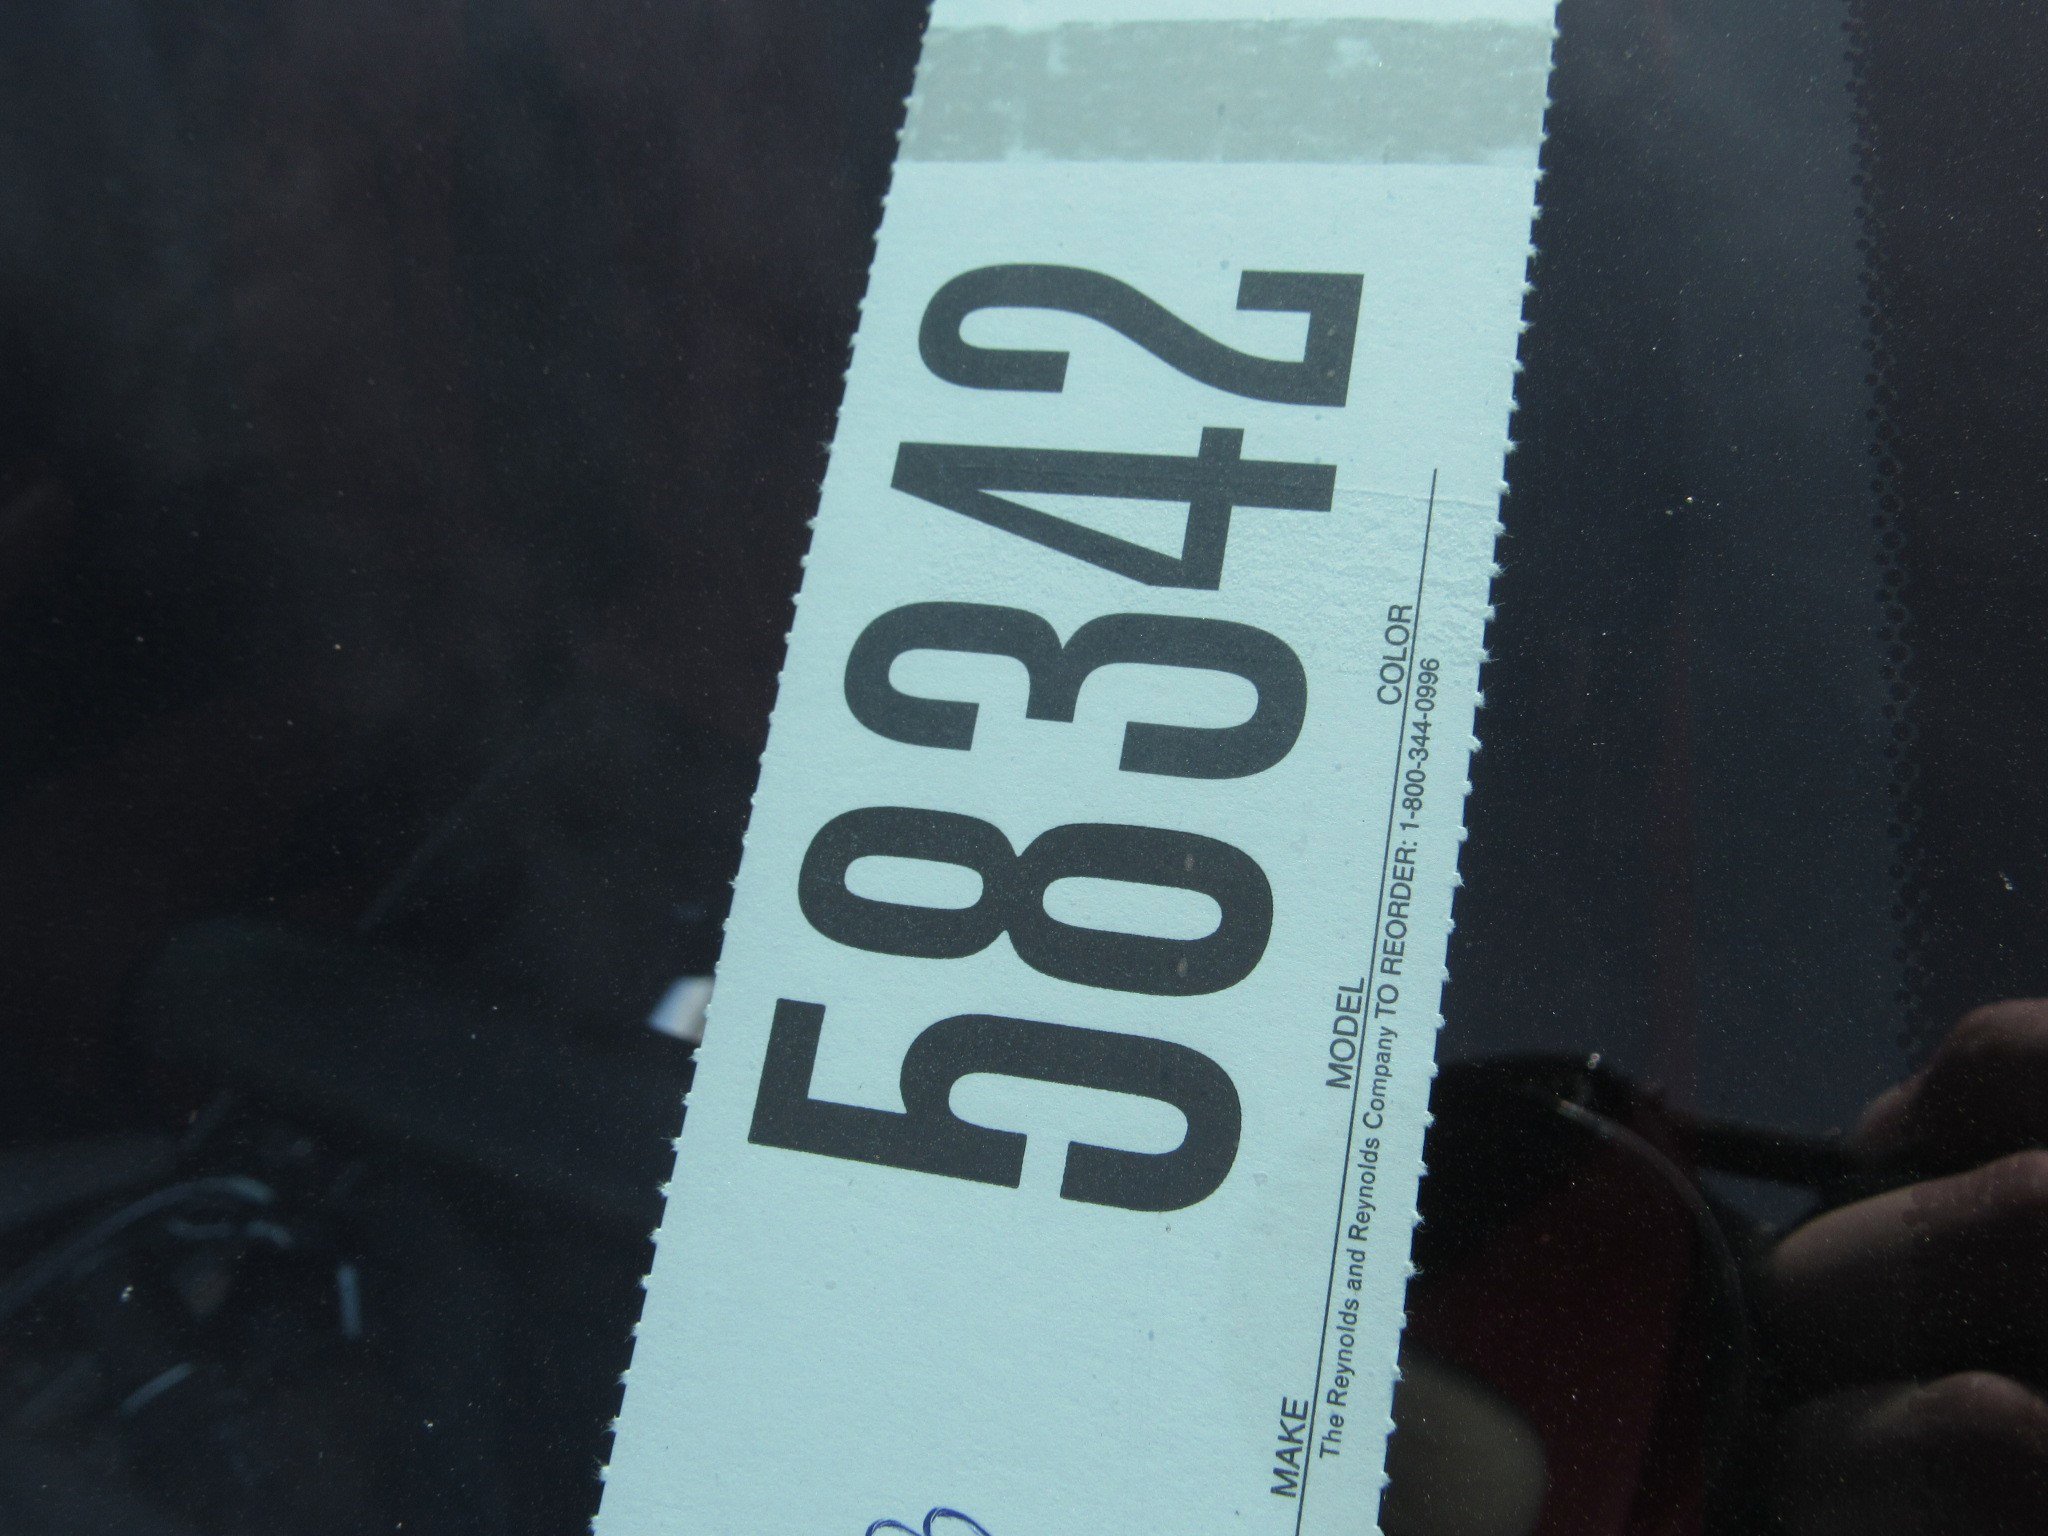 58342
MAKE MODEL COLOR
The Reynolds and Reynolds Company TO REORDER: 1-800-344-0996